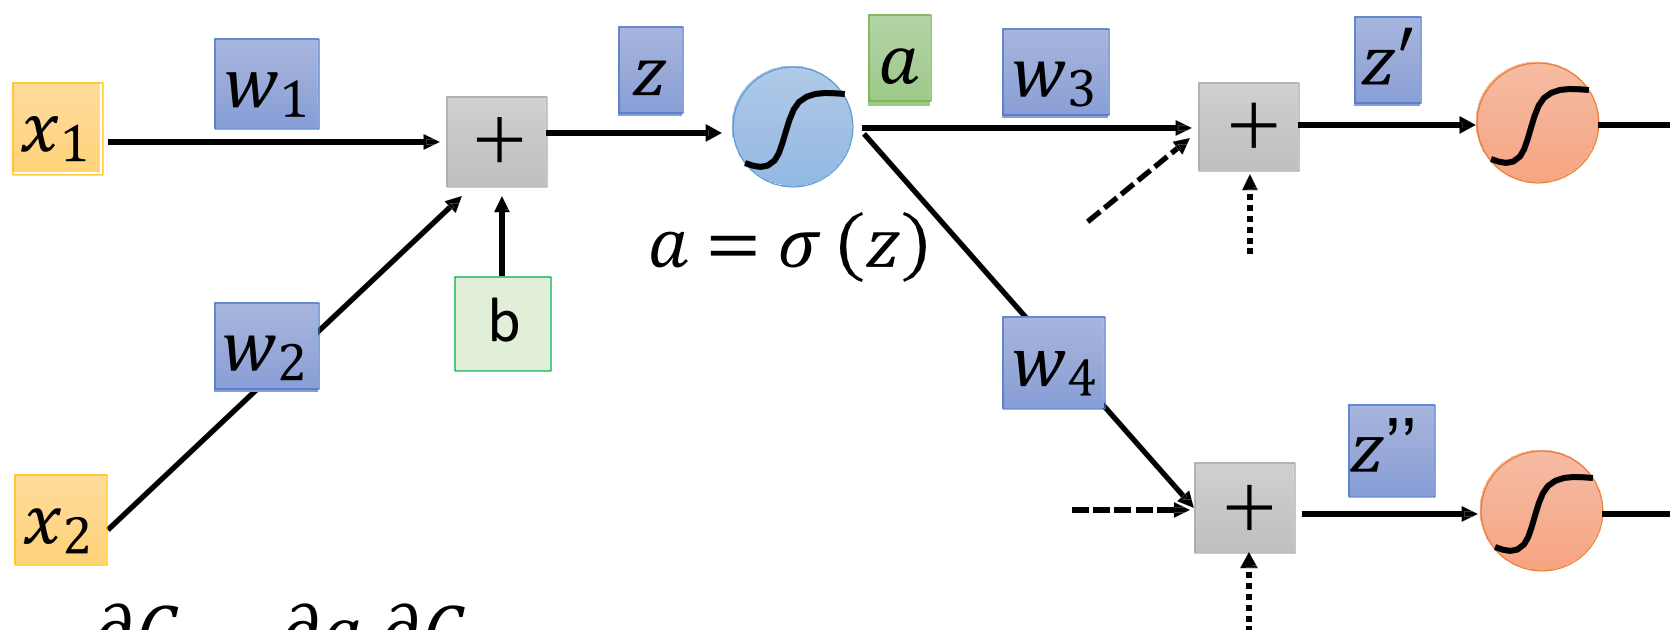 x₁ w₁ + z a w₃ + z′
a = σ (z)
w₂ b w₄
x₂ + z”
∂C ∂a ∂C